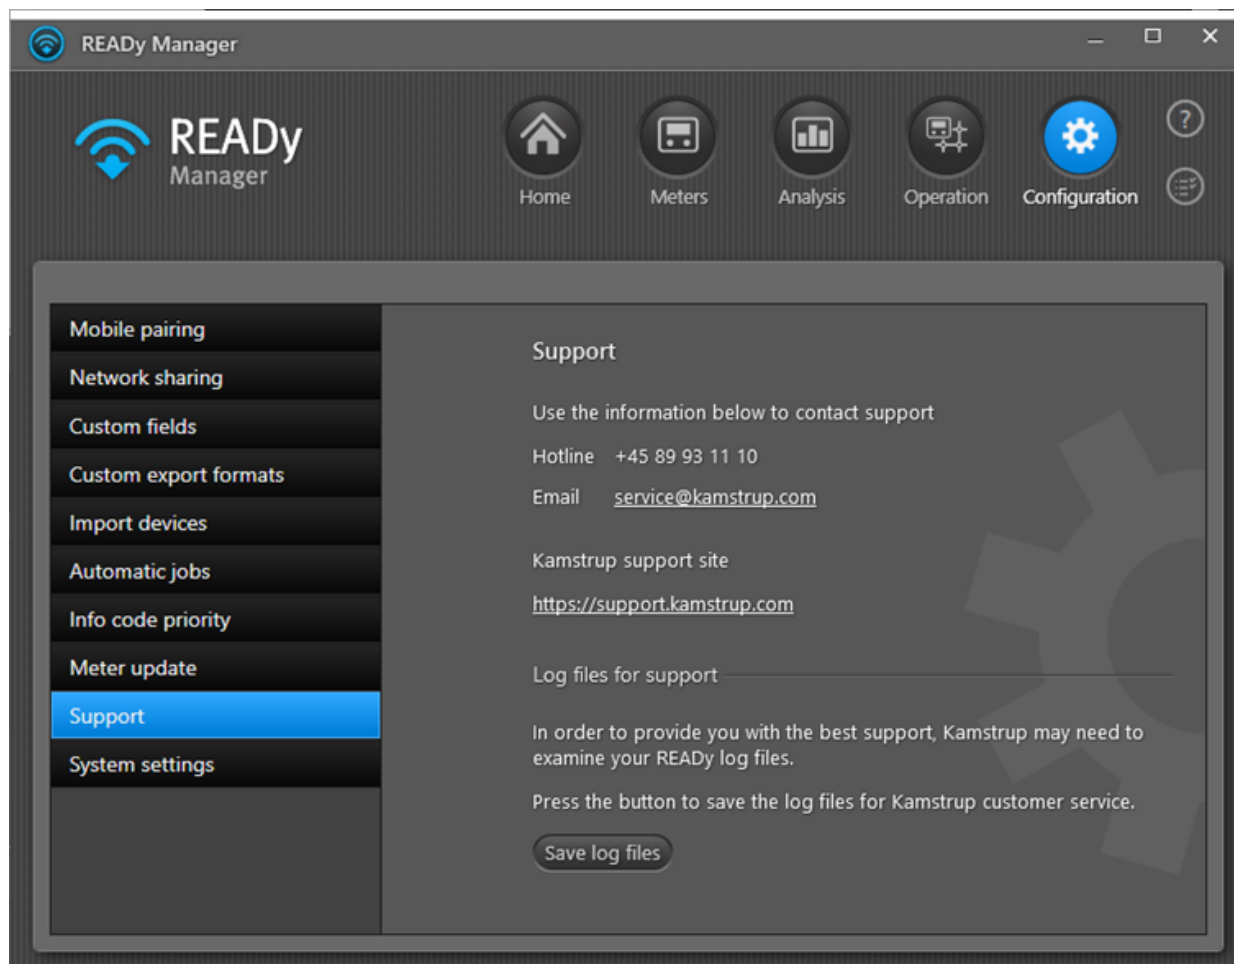 READy Manager
READy
Manager
Home
Meters
Analysis
Operation
Configuration
?
Mobile pairing
Network sharing
Custom fields
Custom export formats
Import devices
Automatic jobs
Info code priority
Meter update
Support
System settings
Support
Use the information below to contact support
Hotline +45 89 93 11 10
Email service@kamstrup.com
Kamstrup support site
https://support.kamstrup.com
Log files for support
In order to provide you with the best support, Kamstrup may need to
examine your READy log files.
Press the button to save the log files for Kamstrup customer service.
Save log files